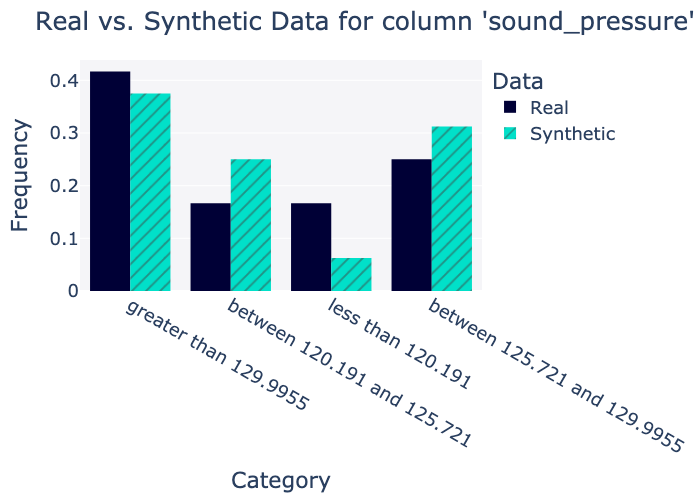 Real vs. Synthetic Data for column 'sound_pressure'
Data
Real
Synthetic
Frequency
0.4
0.3
0.2
0.1
0
greater than 129.9955
between 120.191 and 125.721
less than 120.191
between 125.721 and 129.9955
Category